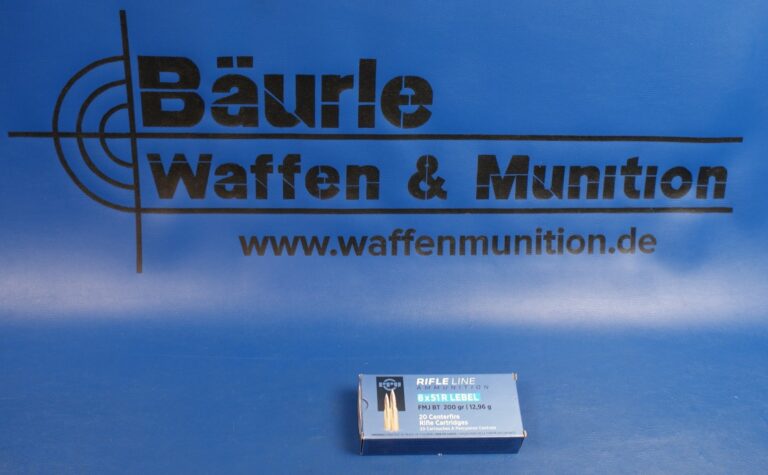 Bäurle
Waffen & Munition
www.waffenmunition.de
RIFLE LINE
AMMUNITION
8 x 51 R LEBEL
FMJ BT 200 gr | 12,96 g
20 Centerfire
Rifle Cartridges